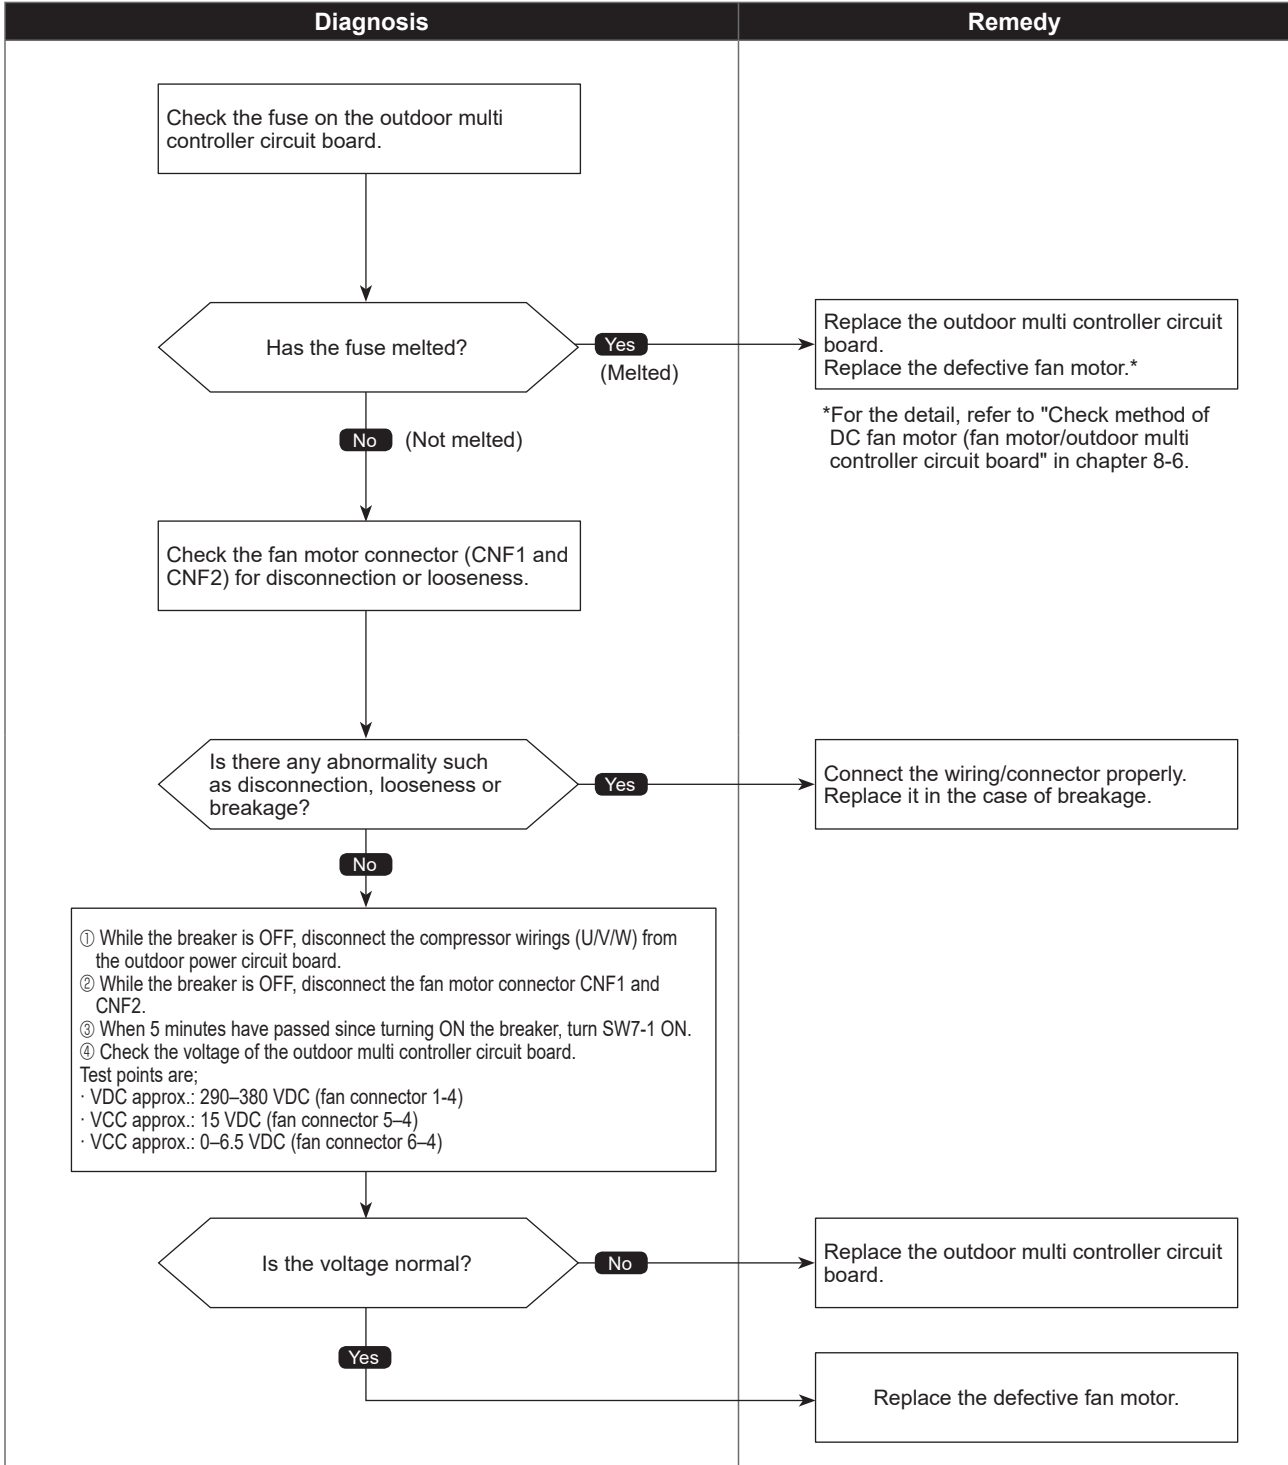 Diagnosis
Remedy
Check the fuse on the outdoor multi
controller circuit board.
Has the fuse melted?
Yes
(Melted)
Replace the outdoor multi controller circuit
board.
Replace the defective fan motor.*
*For the detail, refer to "Check method of
DC fan motor (fan motor/outdoor multi
controller circuit board" in chapter 8-6.
No (Not melted)
Check the fan motor connector (CNF1 and
CNF2) for disconnection or looseness.
Is there any abnormality such
as disconnection, looseness or
breakage?
Yes
Connect the wiring/connector properly.
Replace it in the case of breakage.
No
① While the breaker is OFF, disconnect the compressor wirings (U/V/W) from
the outdoor power circuit board.
② While the breaker is OFF, disconnect the fan motor connector CNF1 and
CNF2.
③ When 5 minutes have passed since turning ON the breaker, turn SW7-1 ON.
④ Check the voltage of the outdoor multi controller circuit board.
Test points are;
· VDC approx.: 290–380 VDC (fan connector 1-4)
· VCC approx.: 15 VDC (fan connector 5–4)
· VCC approx.: 0–6.5 VDC (fan connector 6–4)
Is the voltage normal?
No
Replace the outdoor multi controller circuit
board.
Yes
Replace the defective fan motor.